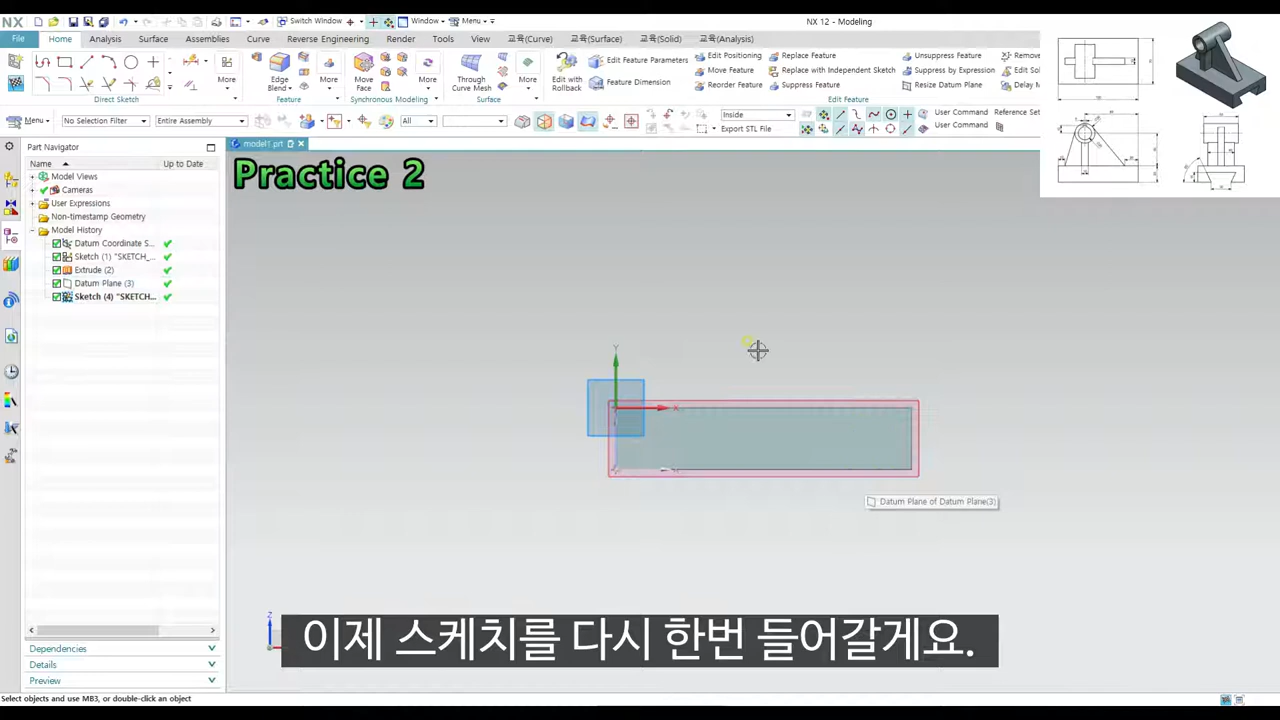 NX
Switch Window
Window
Menu
NX 12 - Modeling
File
Home
Analysis
Surface
Assemblies
Curve
Reverse Engineering
Render
Tools
View
교육(Curve)
교육(Surface)
교육(Solid)
교육(Analysis)
More
Direct Sketch
Edge
Blend
More
Feature
Move
Face
More
Synchronous Modeling
Through
Curve Mesh
More
Surface
Edit with
Rollback
Edit Feature Parameters
Feature Dimension
Edit Positioning
Move Feature
Reorder Feature
Replace Feature
Replace with Independent Sketch
Suppress Feature
Unsuppress Feature
Suppress by Expression
Resize Datum Plane
Edit Feature
Menu
No Selection Filter
Entire Assembly
All
Inside
Export STL File
User Command
User Command
Reference Set
Part Navigator
Name
Up to Date
Model Views
Cameras
User Expressions
Non-timestamp Geometry
Model History
Datum Coordinate S...
Sketch (1) "SKETCH_...
Extrude (2)
Datum Plane (3)
Sketch (4) "SKETCH...
Dependencies
Details
Preview
model1.prt
Practice 2
Y
X
Datum Plane of Datum Plane(3)
Z
이제 스케치를 다시 한번 들어갈게요.
Select objects and use MB3, or double-click an object